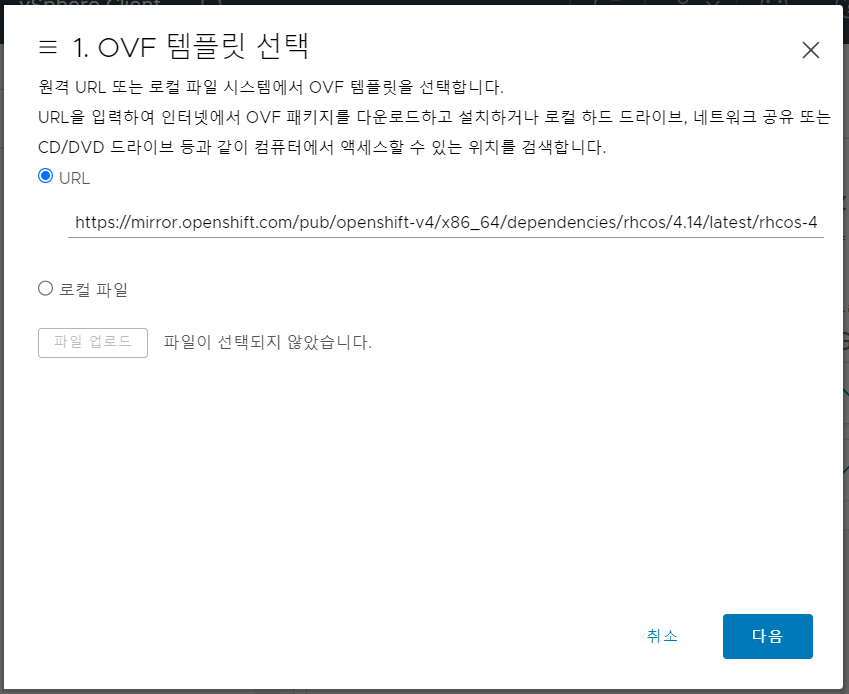 1. OVF 템플릿 선택
원격 URL 또는 로컬 파일 시스템에서 OVF 템플릿을 선택합니다.
URL을 입력하여 인터넷에서 OVF 패키지를 다운로드하고 설치하거나 로컬 하드 드라이브, 네트워크 공유 또는
CD/DVD 드라이브 등과 같이 컴퓨터에서 액세스할 수 있는 위치를 검색합니다.
URL
https://mirror.openshift.com/pub/openshift-v4/x86_64/dependencies/rhcos/4.14/latest/rhcos-4
로컬 파일
파일 업로드 파일이 선택되지 않았습니다.
취소 다음